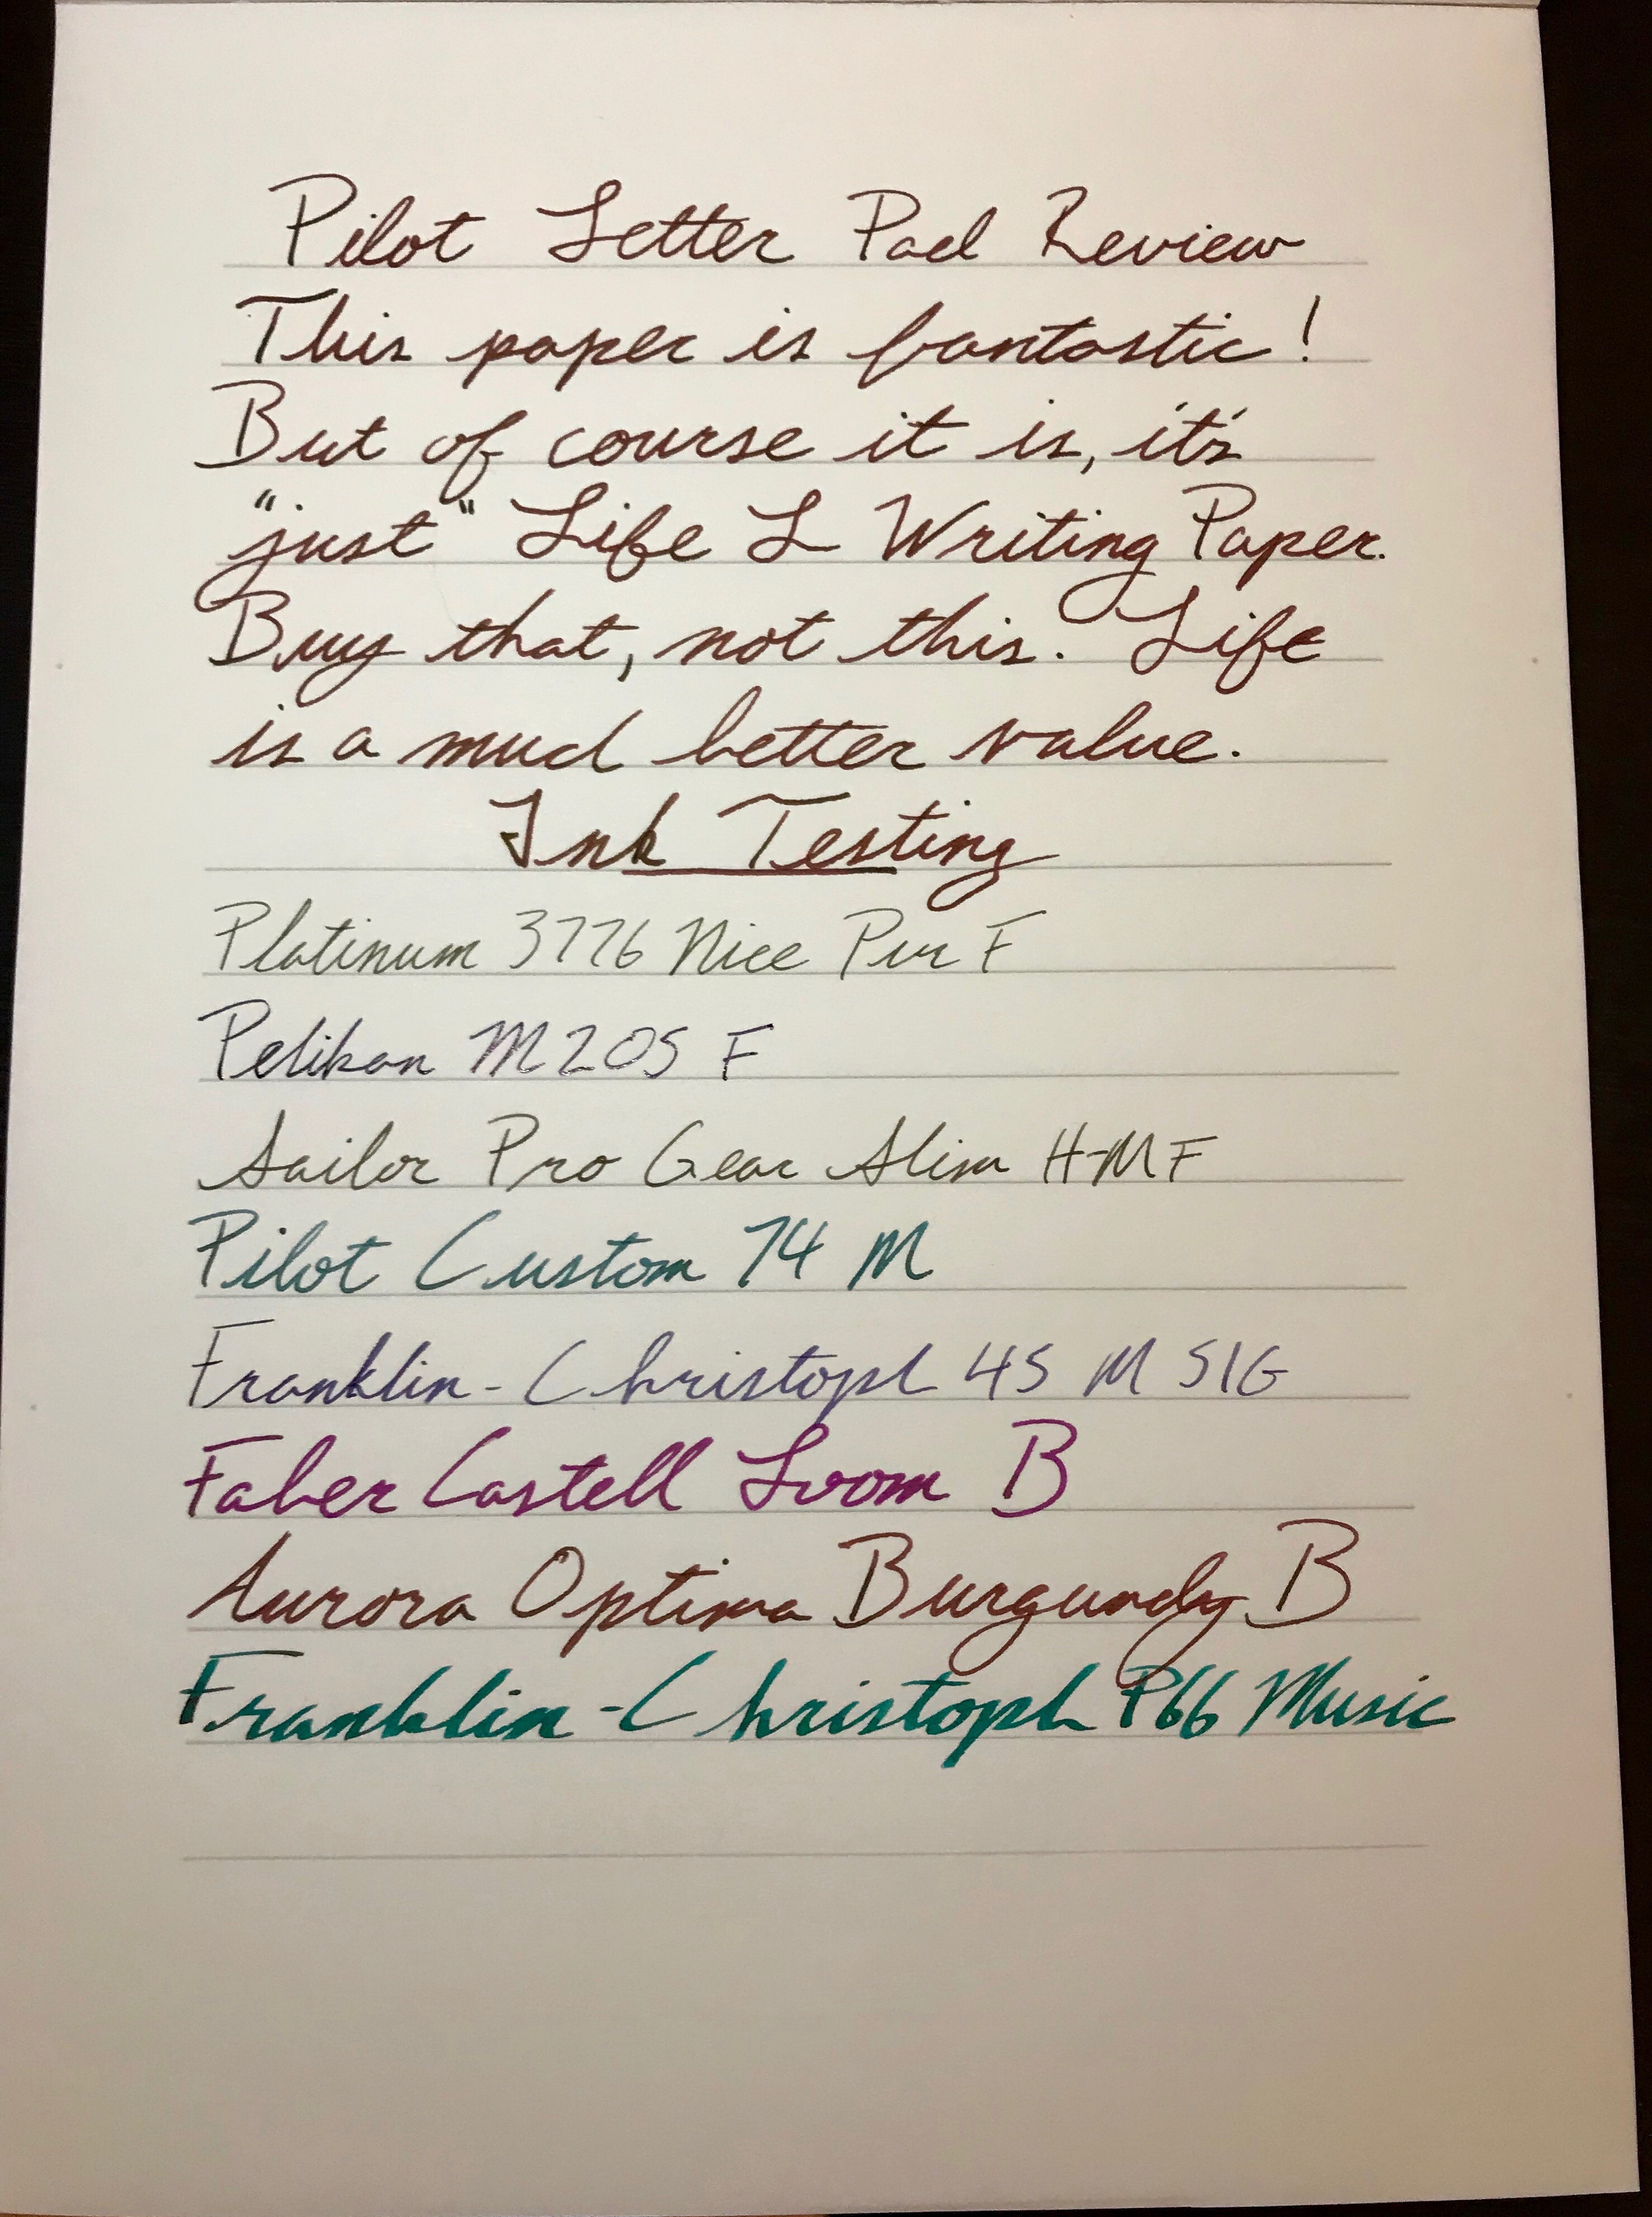 Pilot Letter Pad Review
This paper is fantastic!
But of course it is, it's
"just" Life L Writing Paper.
Buy that, not this. Life
is a much better value.
Ink Testing
Platinum 3776 Nice Pur F
Pelikan M205 F
Sailor Pro Gear Slim H-MF
Pilot Custom 74 M
Franklin-Christoph 45 M SIG
Faber Castell Loom B
Aurora Optima Burgundy B
Franklin-Christoph P66 Music